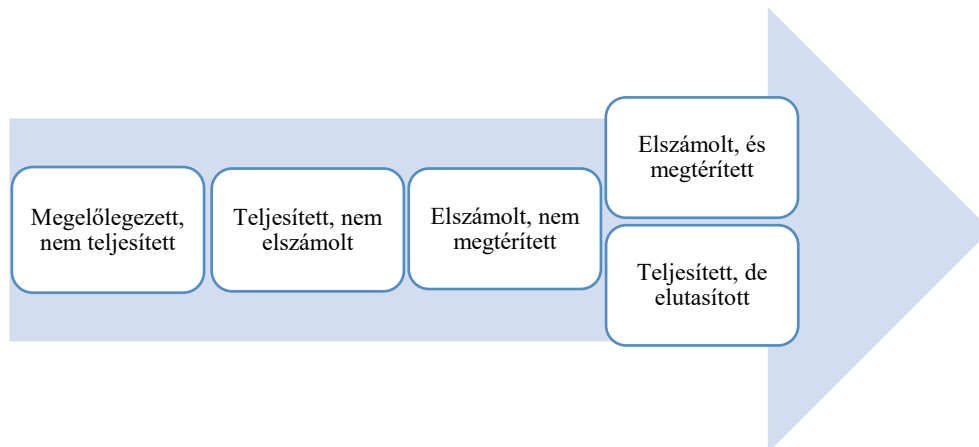 Megelőlegezett,
nem teljesített
Teljesített, nem
elszámolt
Elszámolt, nem
megtérített
Elszámolt, és
megtérített
Teljesített, de
elutasított